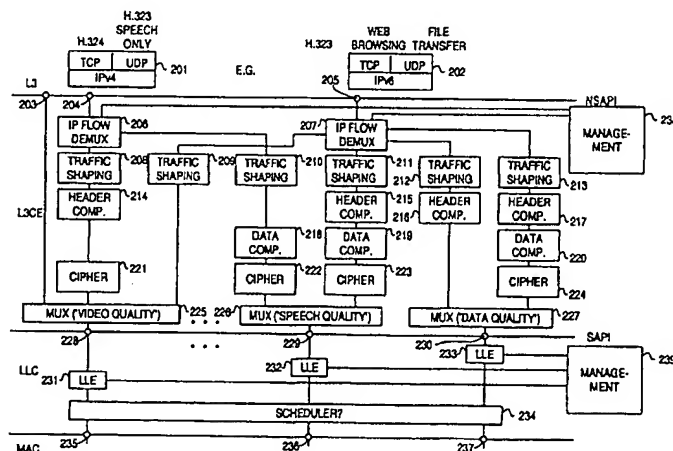 H.324 H.323 SPEECH ONLY
TCP UDP 201
IPv4
E.G.
H.323 WEB BROWSING FILE TRANSFER
TCP UDP 202
IPv6
L3
203 204 205
NSAPI
MANAGE-
MENT
IP FLOW
DEMUX
206
207
IP FLOW
DEMUX
208
TRAFFIC
SHAPING
209
TRAFFIC
SHAPING
210
TRAFFIC
SHAPING
211
TRAFFIC
SHAPING
212
TRAFFIC
SHAPING
213
TRAFFIC
SHAPING
L3CE
HEADER
COMP.
214
HEADER
COMP.
215
216
HEADER
COMP.
HEADER
COMP.
217
DATA
COMP.
218
DATA
COMP.
219
DATA
COMP.
220
CIPHER
221
CIPHER
222
CIPHER
223
CIPHER
224
MUX ("VIDEO QUALITY")
225
226
MUX ("SPEECH QUALITY")
MUX ("DATA QUALITY")
227
228 229 230
SAPI
LLC
231
LLE
232
LLE
233
LLE
MANAGE-
MENT
239
SCHEDULER?
234
235 236 237
MAC